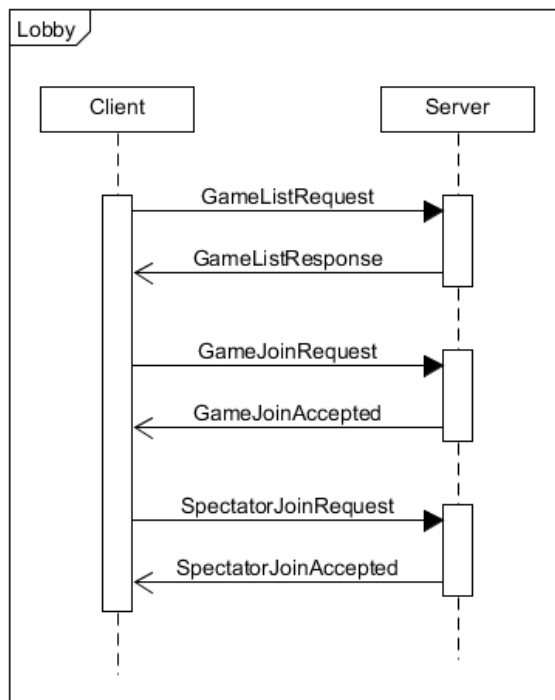 Lobby
Client
Server
GameListRequest
GameListResponse
GameJoinRequest
GameJoinAccepted
SpectatorJoinRequest
SpectatorJoinAccepted